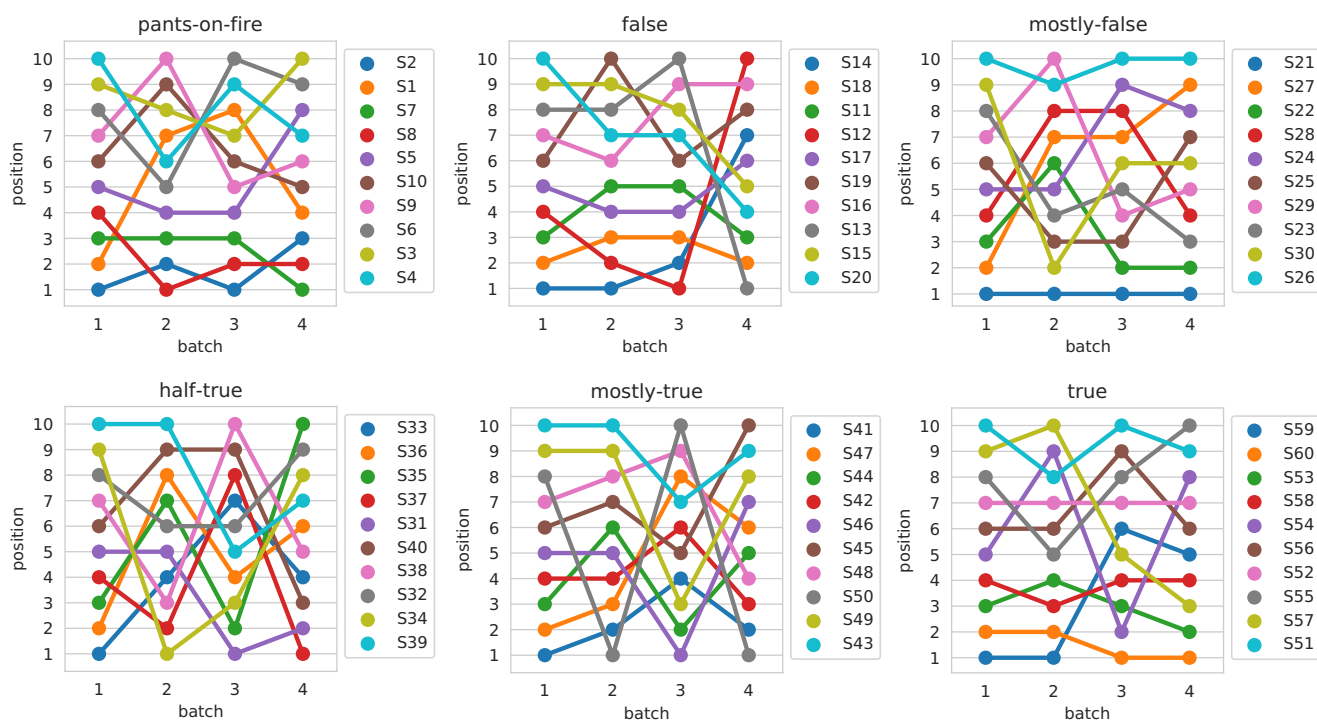 pants-on-fire
position
10
9
8
7
6
5
4
3
2
1
1 2 3 4
batch
S2
S1
S7
S8
S5
S10
S9
S6
S3
S4
false
position
10
9
8
7
6
5
4
3
2
1
1 2 3 4
batch
S14
S18
S11
S12
S17
S19
S16
S13
S15
S20
mostly-false
position
10
9
8
7
6
5
4
3
2
1
1 2 3 4
batch
S21
S27
S22
S28
S24
S25
S29
S23
S30
S26
half-true
position
10
9
8
7
6
5
4
3
2
1
1 2 3 4
batch
S33
S36
S35
S37
S31
S40
S38
S32
S34
S39
mostly-true
position
10
9
8
7
6
5
4
3
2
1
1 2 3 4
batch
S41
S47
S44
S42
S46
S45
S48
S50
S49
S43
true
position
10
9
8
7
6
5
4
3
2
1
1 2 3 4
batch
S59
S60
S53
S58
S54
S56
S52
S55
S57
S51